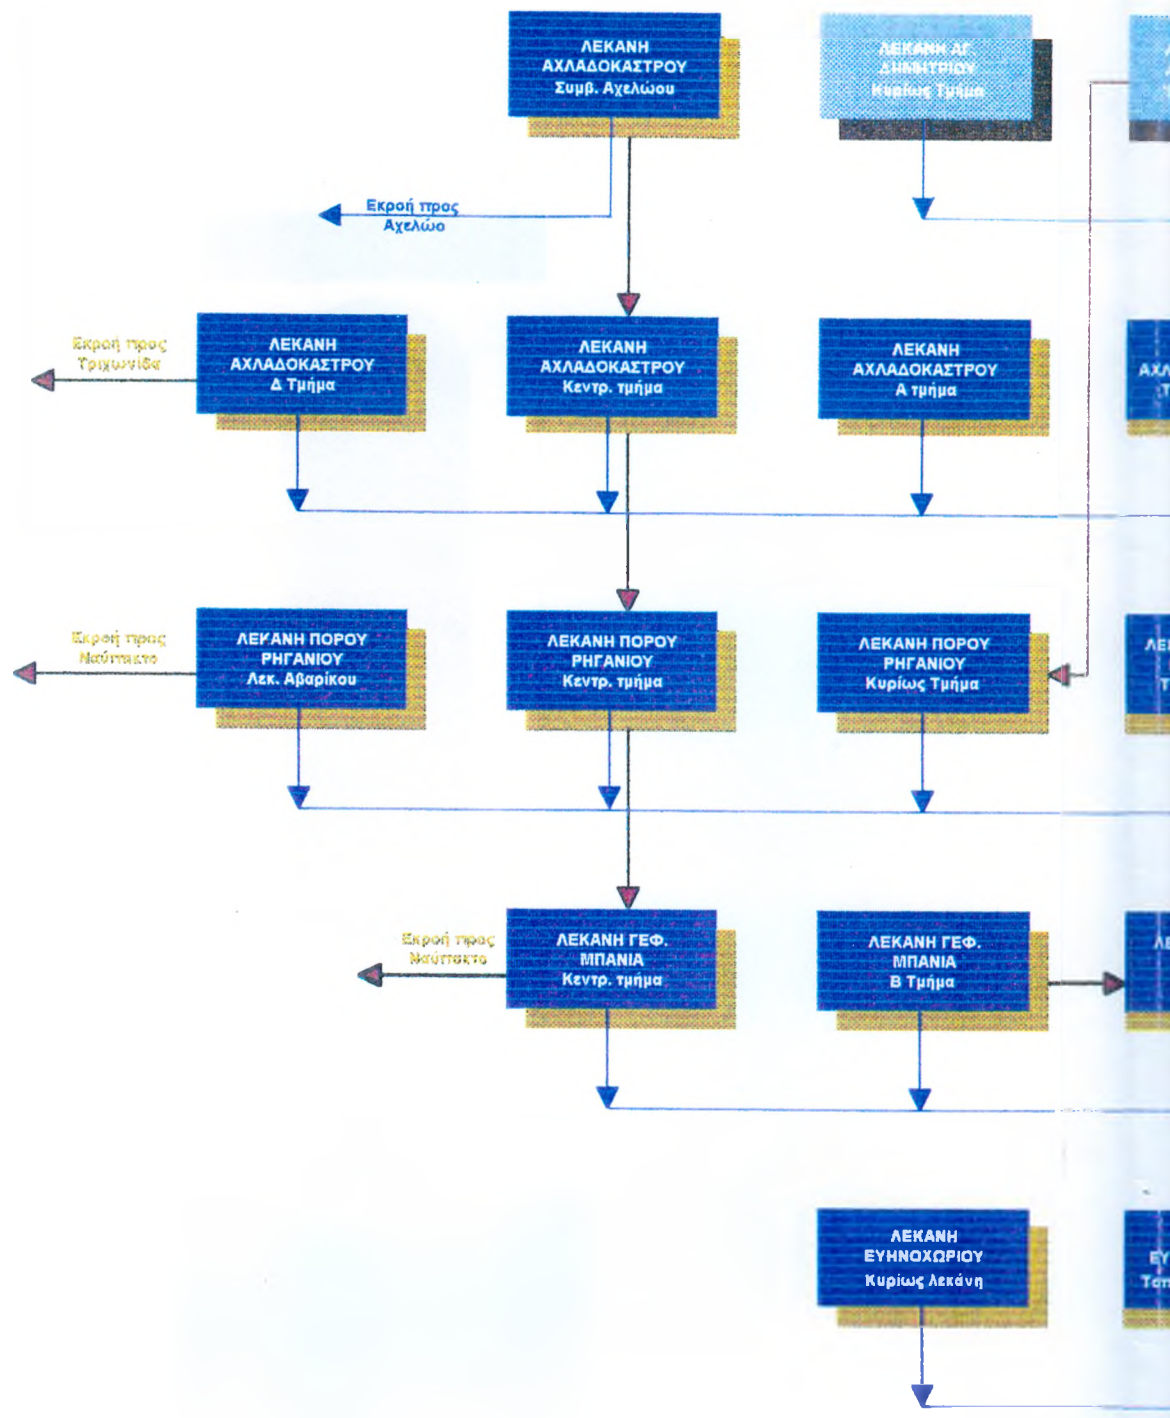 ΛΕΚΑΝΗ
ΑΧΛΑΔΟΚΑΣΤΡΟΥ
Συμβ. Αχελώου
ΛΕΚΑΝΗ ΑΓ.
ΔΗΜΗΤΡΙΟΥ
Κυρίως Τμήμα
Εκροή προς
Αχελώο
Εκροή προς
Τριχωνίδα
ΛΕΚΑΝΗ
ΑΧΛΑΔΟΚΑΣΤΡΟΥ
Δ Τμήμα
ΛΕΚΑΝΗ
ΑΧΛΑΔΟΚΑΣΤΡΟΥ
Κεντρ. τμήμα
ΛΕΚΑΝΗ
ΑΧΛΑΔΟΚΑΣΤΡΟΥ
Α τμήμα
Εκροή προς
Ναύπακτο
ΛΕΚΑΝΗ ΠΟΡΟΥ
ΡΗΓΑΝΙΟΥ
Λεκ. Αβαρίκου
ΛΕΚΑΝΗ ΠΟΡΟΥ
ΡΗΓΑΝΙΟΥ
Κεντρ. τμήμα
ΛΕΚΑΝΗ ΠΟΡΟΥ
ΡΗΓΑΝΙΟΥ
Κυρίως Τμήμα
Εκροή προς
Ναύπακτο
ΛΕΚΑΝΗ ΓΕΦ.
ΜΠΑΝΙΑ
Κεντρ. τμήμα
ΛΕΚΑΝΗ ΓΕΦ.
ΜΠΑΝΙΑ
Β Τμήμα
ΛΕΚΑΝΗ
ΕΥΗΝΟΧΩΡΙΟΥ
Κυρίως λεκάνη